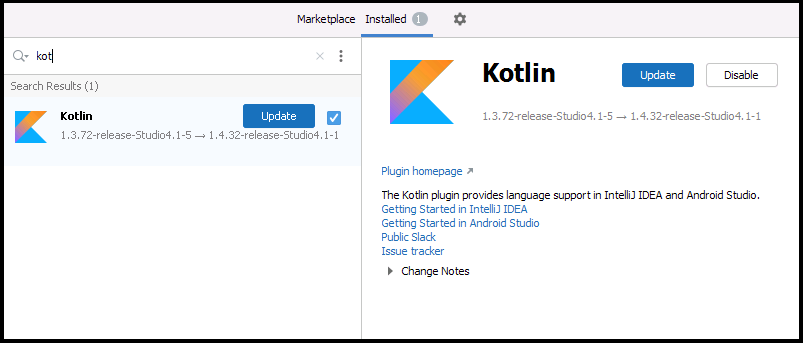 Marketplace Installed 1
kot
Search Results (1)
Kotlin Update
1.3.72-release-Studio4.1-5 → 1.4.32-release-Studio4.1-1
Kotlin Update Disable
1.3.72-release-Studio4.1-5 → 1.4.32-release-Studio4.1-1
Plugin homepage ↗
The Kotlin plugin provides language support in IntelliJ IDEA and Android Studio.
Getting Started in IntelliJ IDEA
Getting Started in Android Studio
Public Slack
Issue tracker
Change Notes